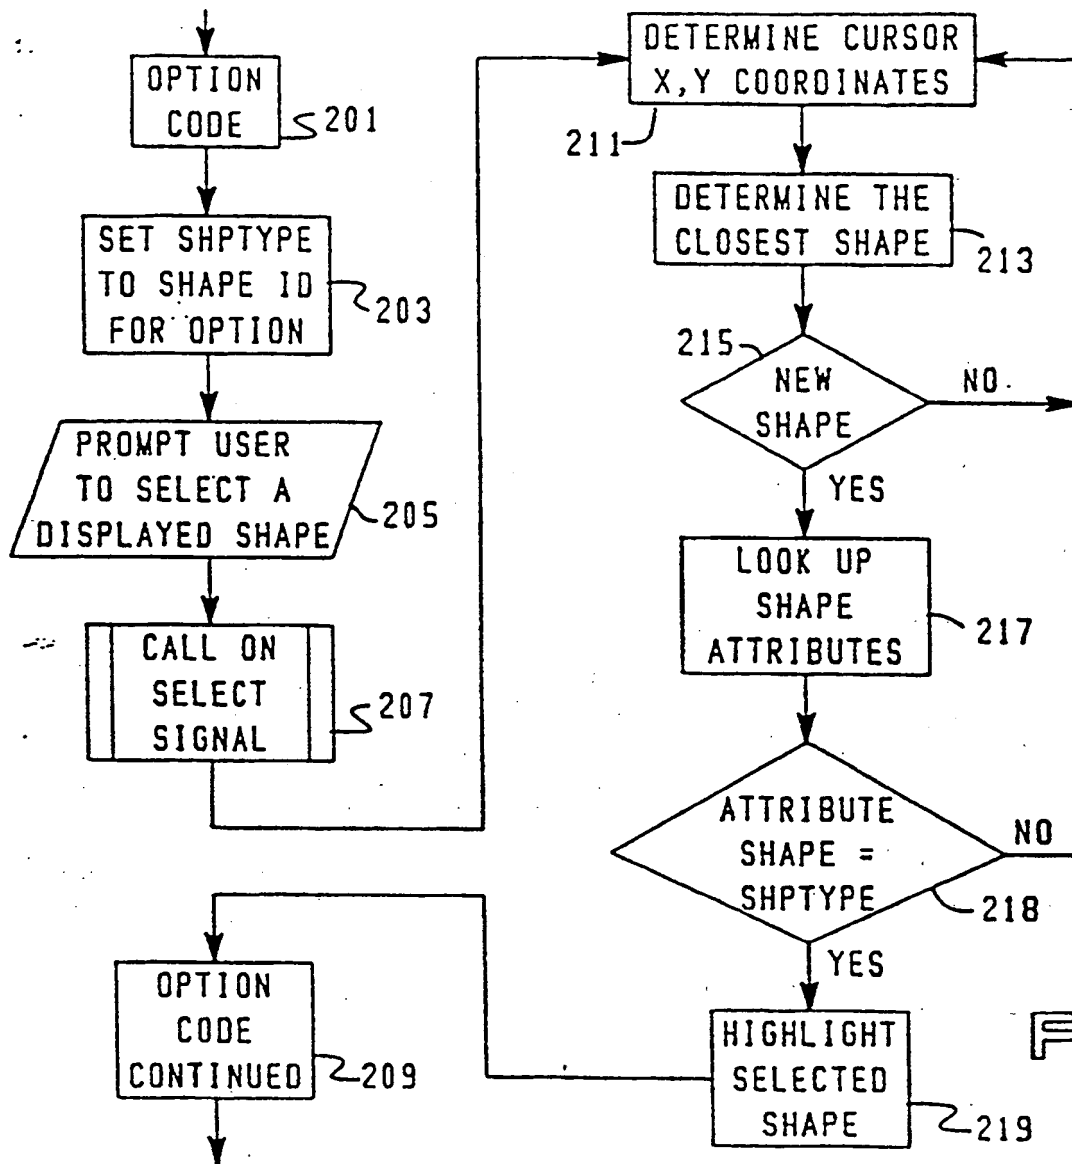 OPTION
CODE
201
SET SHPTYPE
TO SHAPE ID
FOR OPTION
203
PROMPT USER
TO SELECT A
DISPLAYED SHAPE
205
CALL ON
SELECT
SIGNAL
207
OPTION
CODE
CONTINUED
209
DETERMINE CURSOR
X,Y COORDINATES
211
DETERMINE THE
CLOSEST SHAPE
213
215
NEW
SHAPE
NO
YES
LOOK UP
SHAPE
ATTRIBUTES
217
ATTRIBUTE
SHAPE =
SHPTYPE
NO
218
YES
HIGHLIGHT
SELECTED
SHAPE
219
F